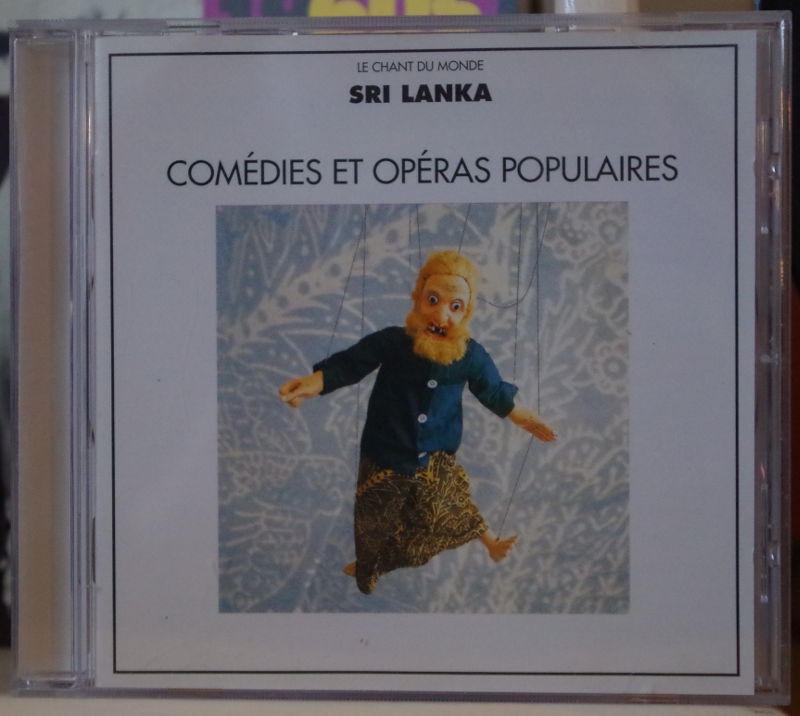 LE CHANT DU MONDE
SRI LANKA
COMÉDIES ET OPÉRAS POPULAIRES